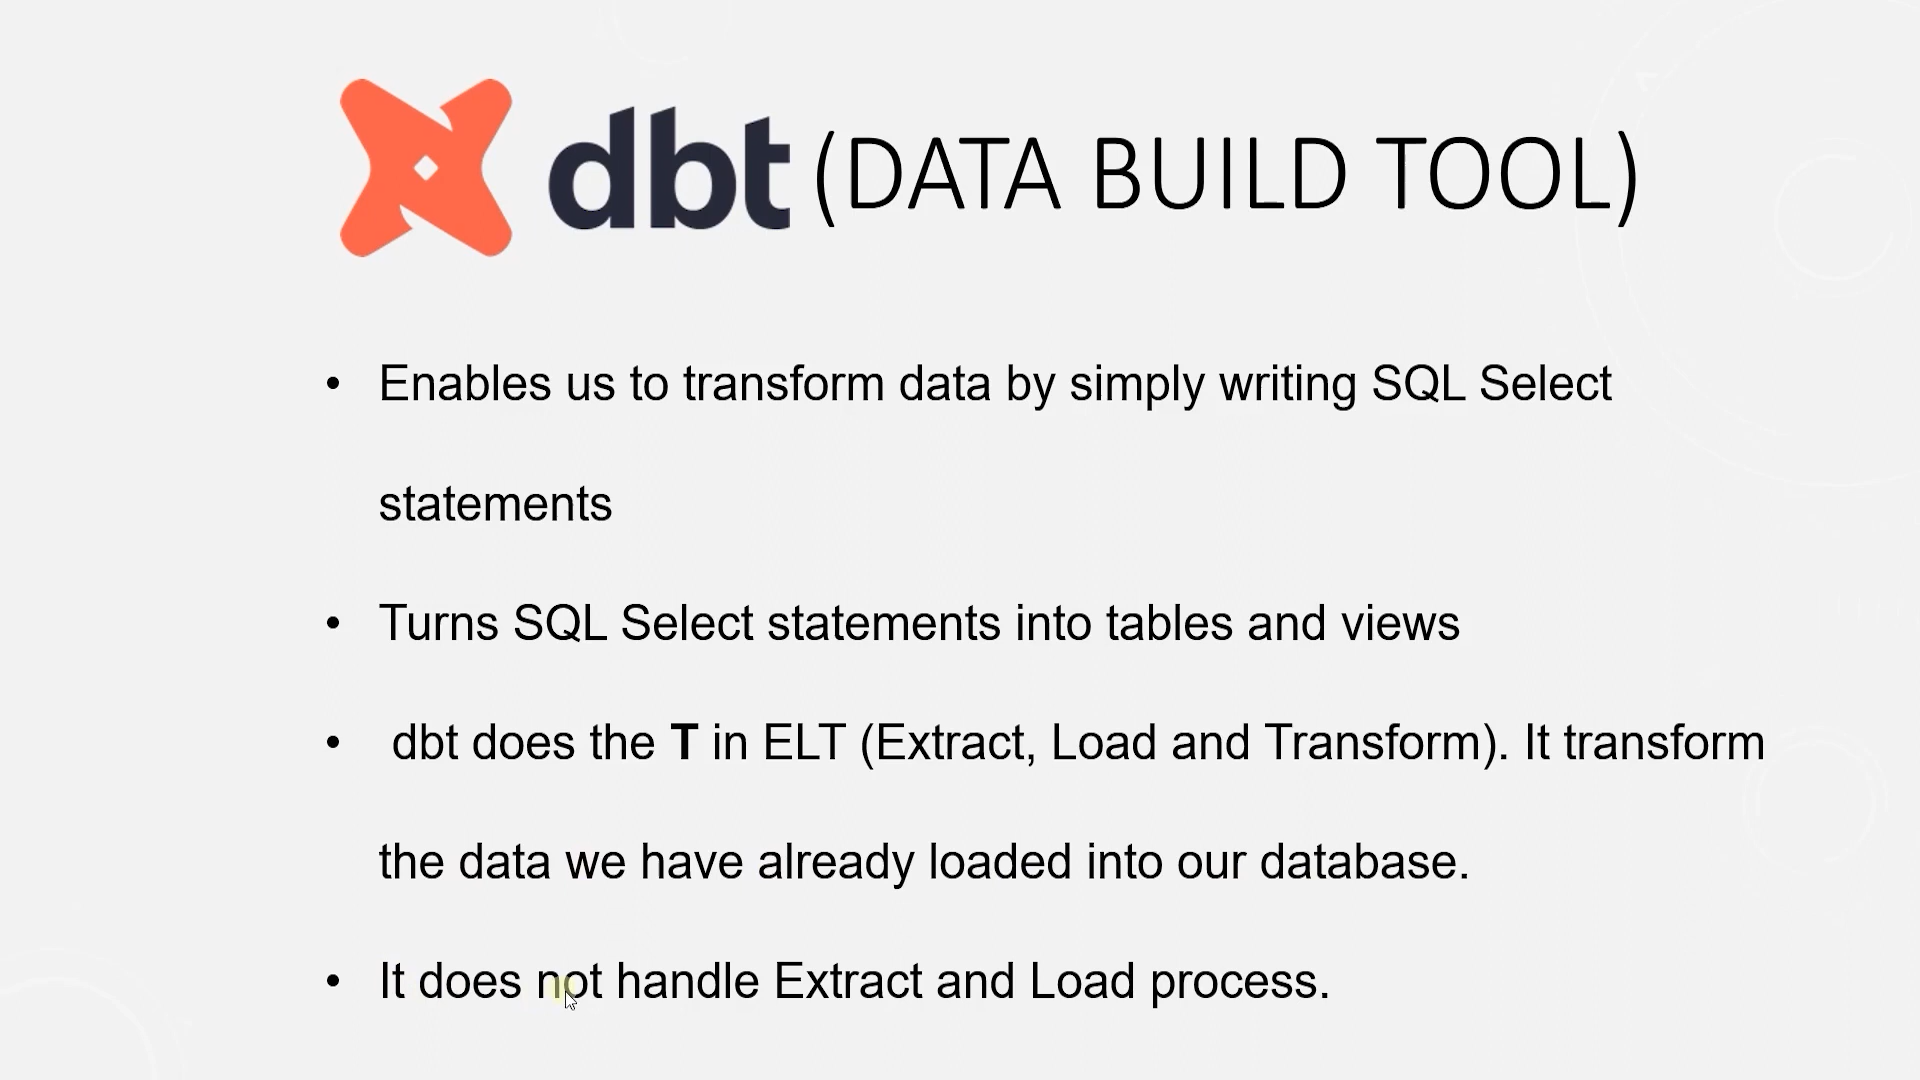 dbt (DATA BUILD TOOL)
• Enables us to transform data by simply writing SQL Select
statements
• Turns SQL Select statements into tables and views
• dbt does the T in ELT (Extract, Load and Transform). It transform
the data we have already loaded into our database.
• It does not handle Extract and Load process.